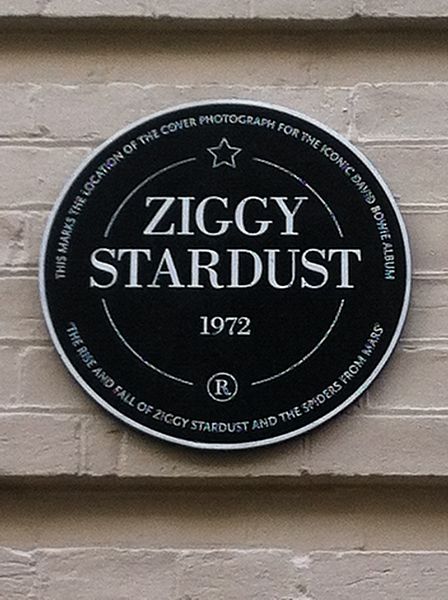 THIS MARKS THE LOCATION OF THE COVER PHOTOGRAPH FOR THE ICONIC DAVID BOWIE ALBUM
ZIGGY
STARDUST
1972
R
'THE RISE AND FALL OF ZIGGY STARDUST AND THE SPIDERS FROM MARS'